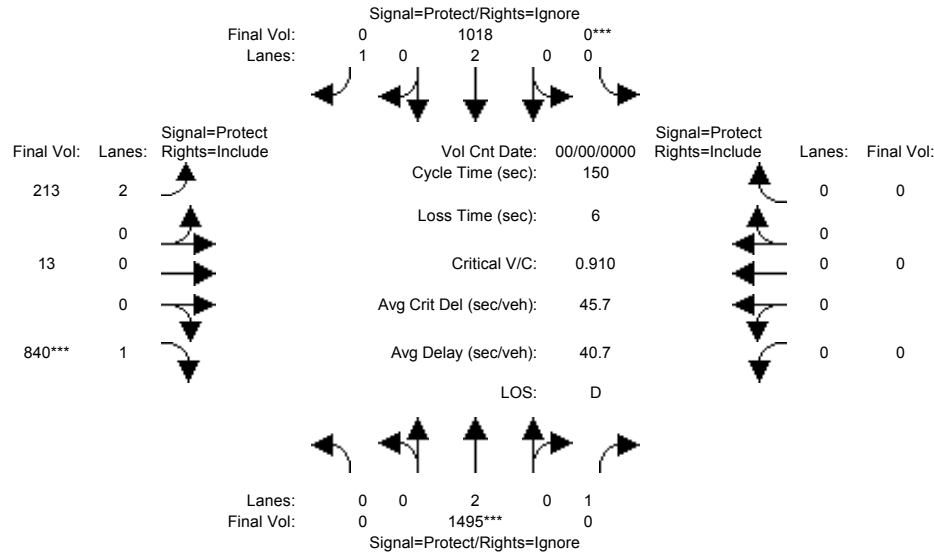 Signal=Protect/Rights=Ignore
Final Vol: 0 1018 0***
Lanes: 1 0 2 0 0
Signal=Protect Signal=Protect
Final Vol: Lanes: Rights=Include Vol Cnt Date: 00/00/0000 Rights=Include Lanes: Final Vol:
Cycle Time (sec): 150
213 2 0 0
Loss Time (sec): 6
0 0
13 0 Critical V/C: 0.910 0 0
0 Avg Crit Del (sec/veh): 45.7 0
840*** 1 Avg Delay (sec/veh): 40.7 0 0
LOS: D
Lanes: 0 0 2 0 1
Final Vol: 0 1495*** 0
Signal=Protect/Rights=Ignore